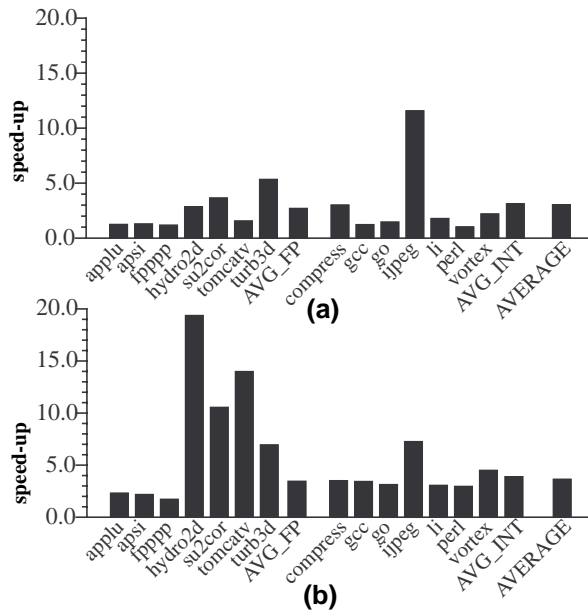 20.0
15.0
10.0
5.0
0.0
speed-up
applu
apsi
fpppp
hydro2d
su2cor
tomcatv
turb3d
AVG_FP
compress
gcc
go
ijpeg
li
perl
vortex
AVG_INT
AVERAGE
(a)
20.0
15.0
10.0
5.0
0.0
speed-up
applu
apsi
fpppp
hydro2d
su2cor
tomcatv
turb3d
AVG_FP
compress
gcc
go
ijpeg
li
perl
vortex
AVG_INT
AVERAGE
(b)